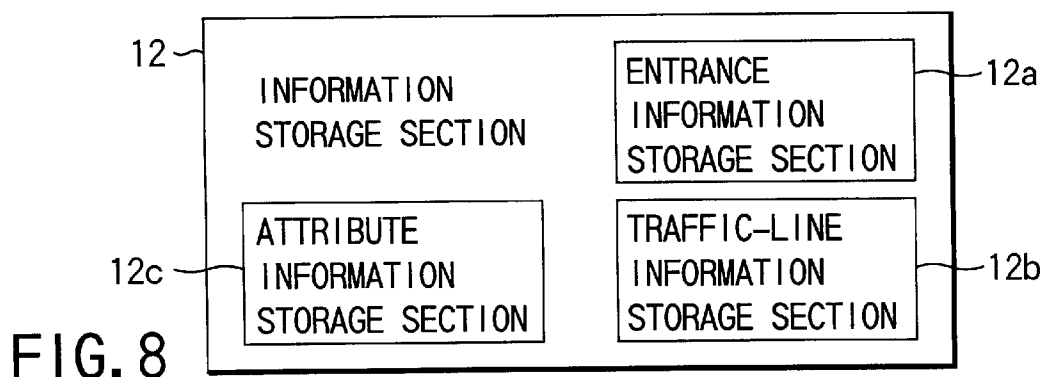 12
INFORMATION
STORAGE SECTION
ENTRANCE
INFORMATION
STORAGE SECTION
12a
ATTRIBUTE
INFORMATION
STORAGE SECTION
12c
TRAFFIC-LINE
INFORMATION
STORAGE SECTION
12b
FIG. 8